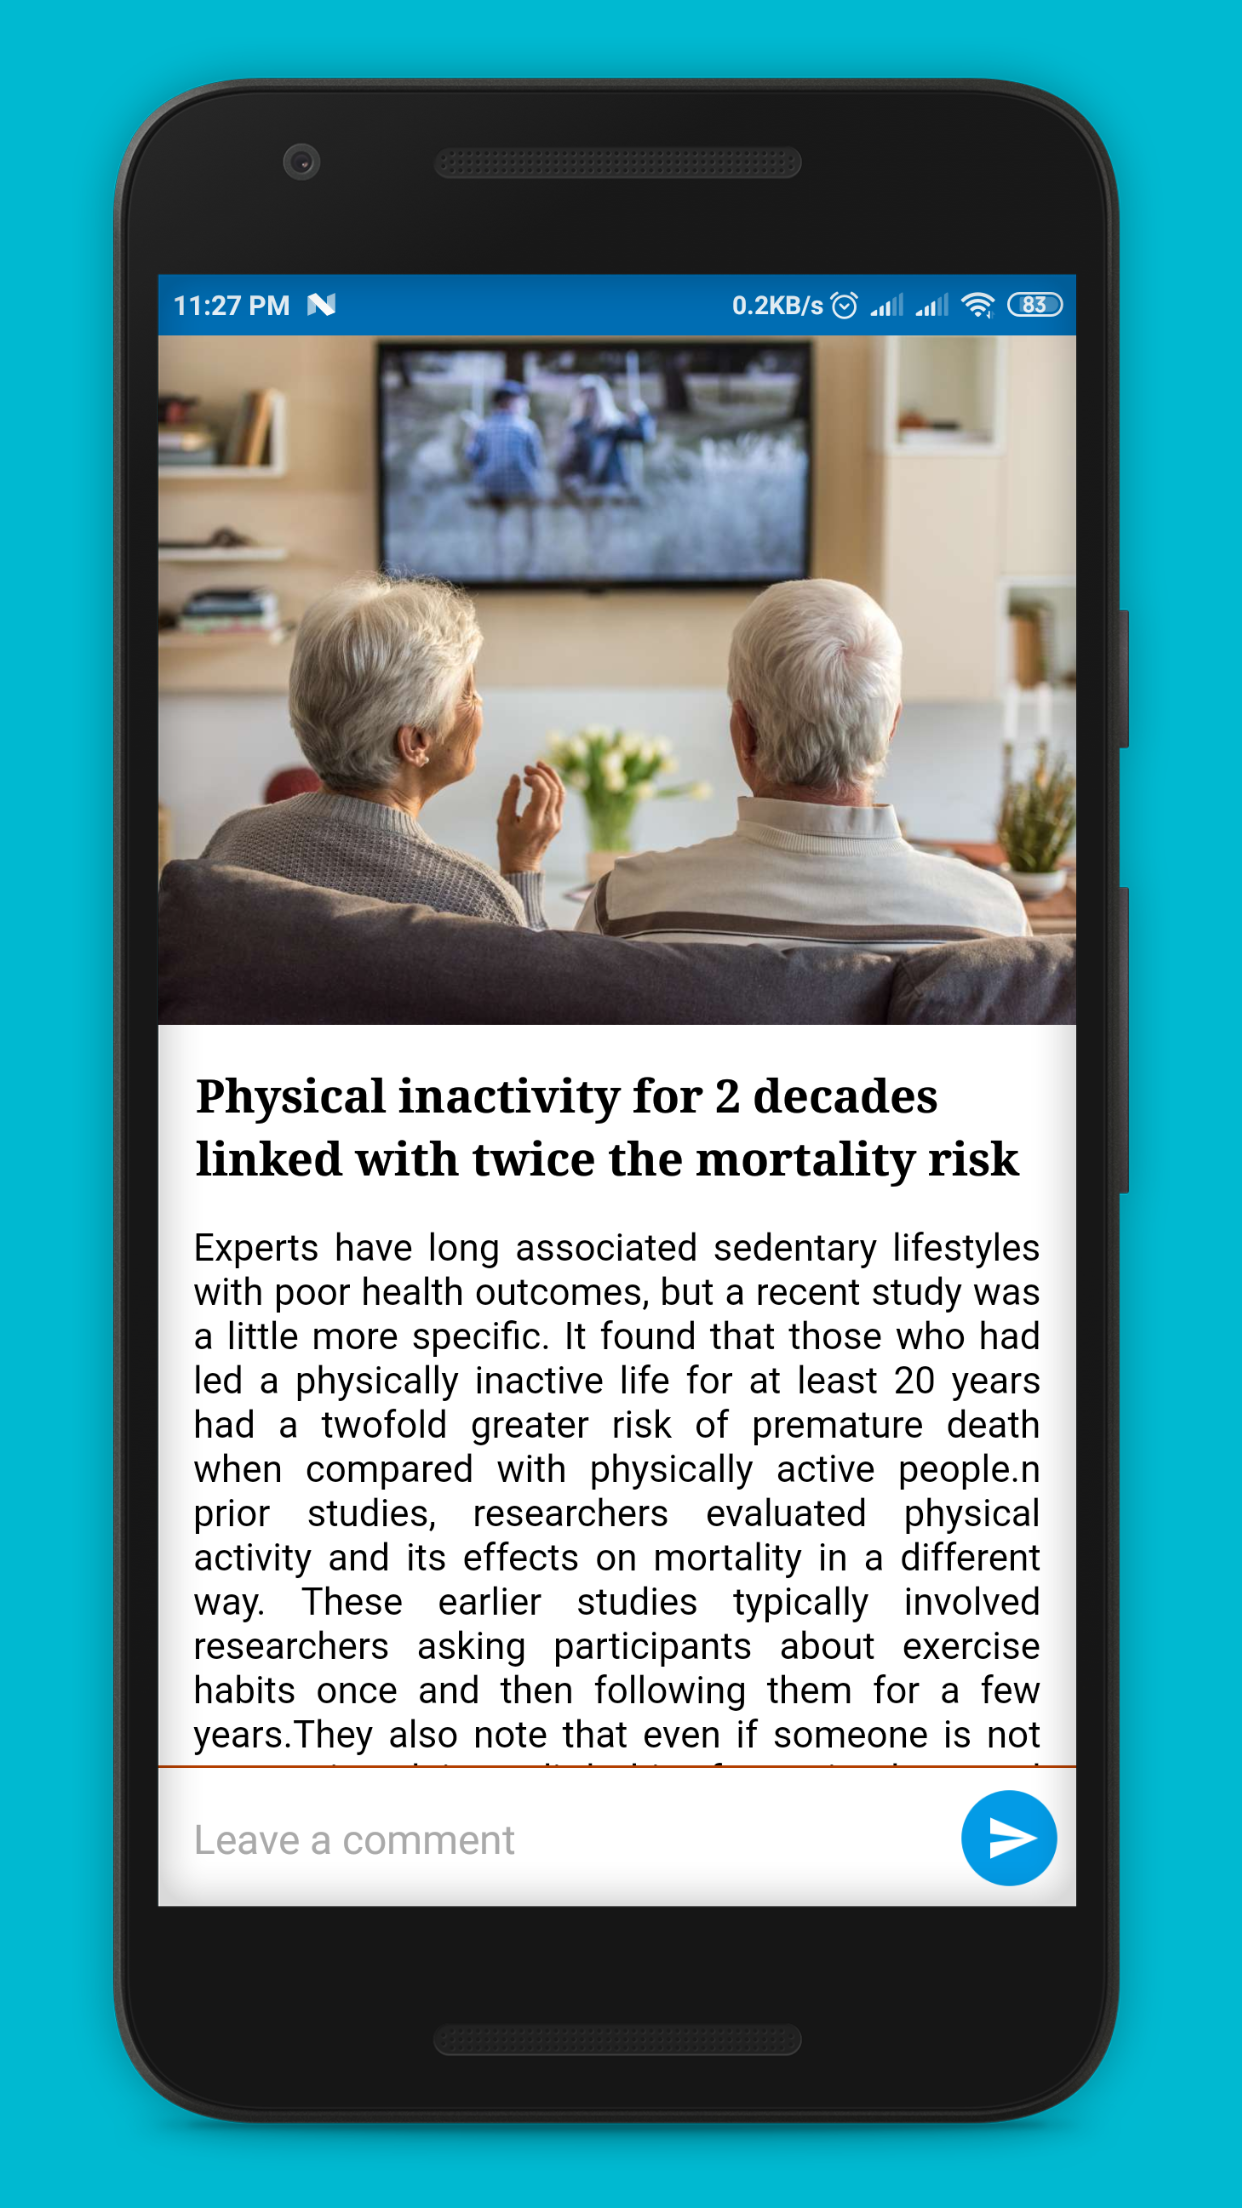 11:27 PM N 0.2KB/s 83
Physical inactivity for 2 decades
linked with twice the mortality risk
Experts have long associated sedentary lifestyles
with poor health outcomes, but a recent study was
a little more specific. It found that those who had
led a physically inactive life for at least 20 years
had a twofold greater risk of premature death
when compared with physically active people.n
prior studies, researchers evaluated physical
activity and its effects on mortality in a different
way. These earlier studies typically involved
researchers asking participants about exercise
habits once and then following them for a few
years.They also note that even if someone is not
Leave a comment